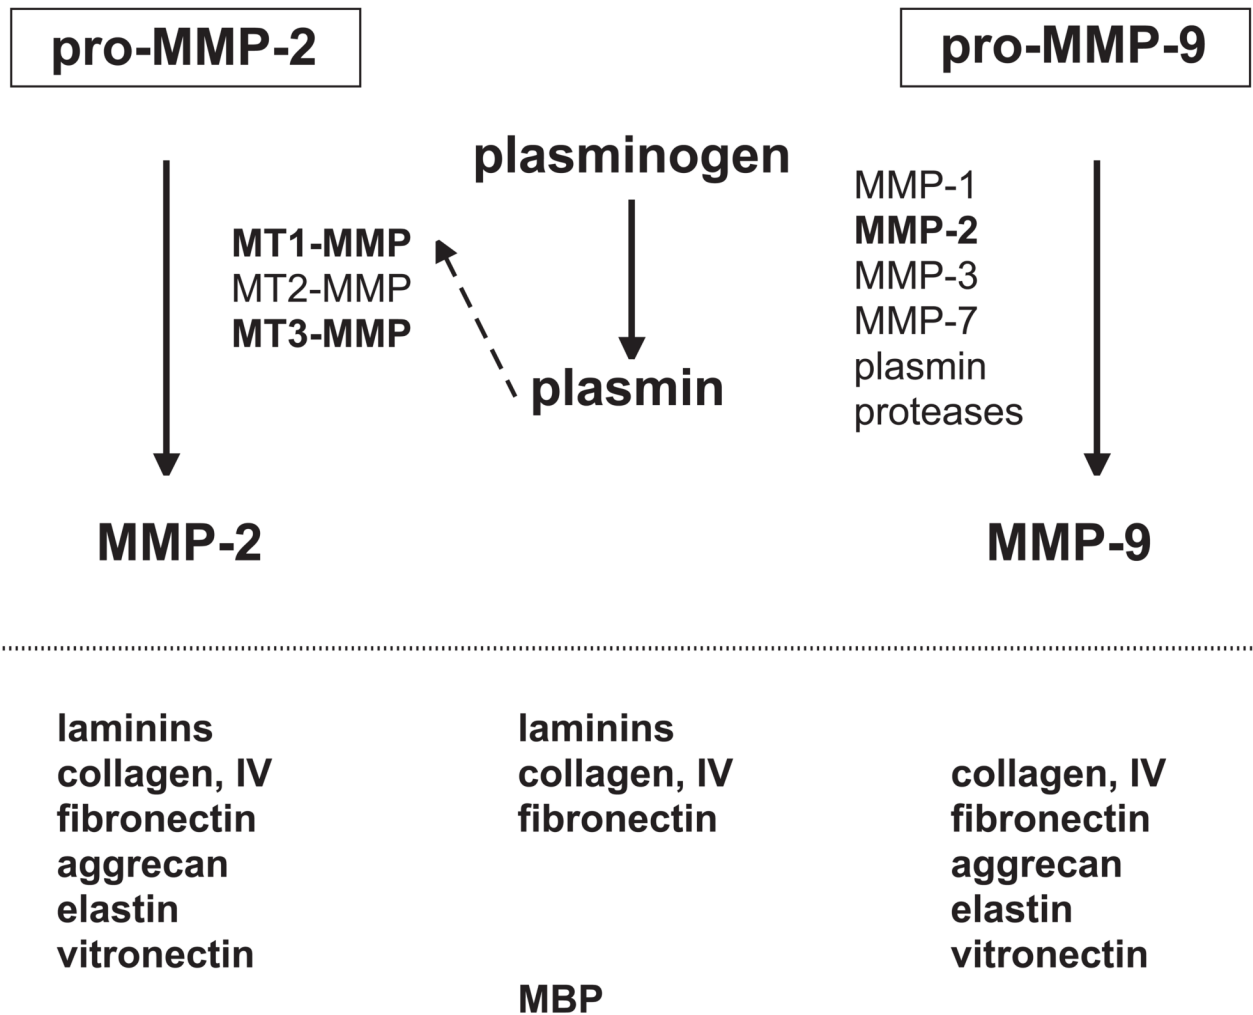 pro-MMP-2
pro-MMP-9
plasminogen
MT1-MMP
MT2-MMP
MT3-MMP
plasmin
MMP-1
MMP-2
MMP-3
MMP-7
plasmin
proteases
MMP-2
MMP-9
laminins
collagen, IV
fibronectin
aggrecan
elastin
vitronectin
laminins
collagen, IV
fibronectin
MBP
collagen, IV
fibronectin
aggrecan
elastin
vitronectin